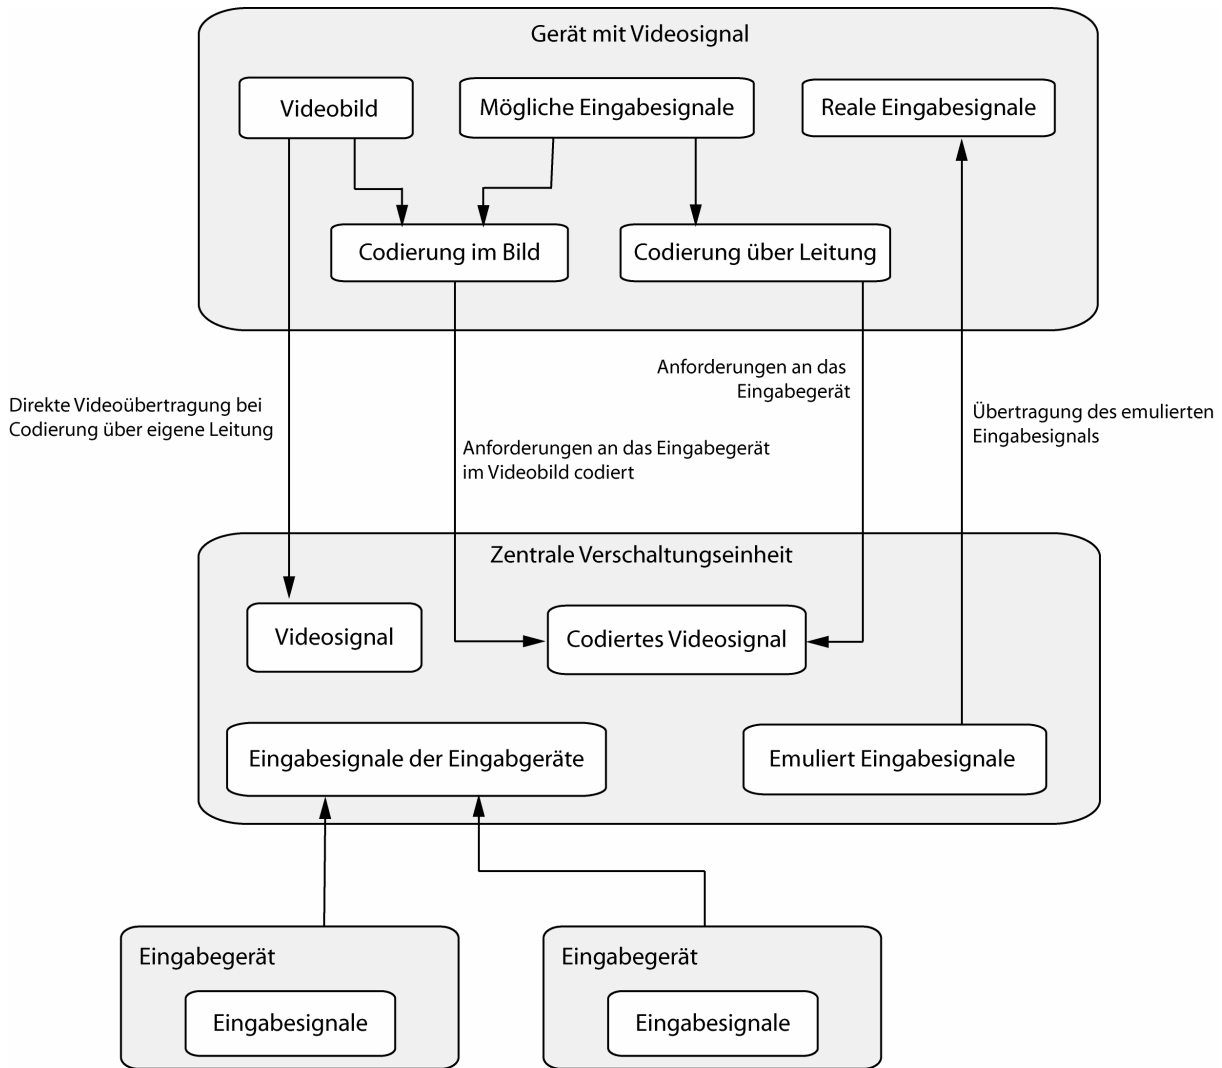 Gerät mit Videosignal
Videobild
Mögliche Eingabesignale
Reale Eingabesignale
Codierung im Bild
Codierung über Leitung
Anforderungen an das
Eingabegerät
Direkte Videoübertragung bei
Codierung über eigene Leitung
Übertragung des emulierten
Eingabesignals
Anforderungen an das Eingabegerät
im Videobild codiert
Zentrale Verschaltungseinheit
Videosignal
Codiertes Videosignal
Eingabesignale der Eingabgeräte
Emuliert Eingabesignale
Eingabegerät
Eingabesignale
Eingabegerät
Eingabesignale